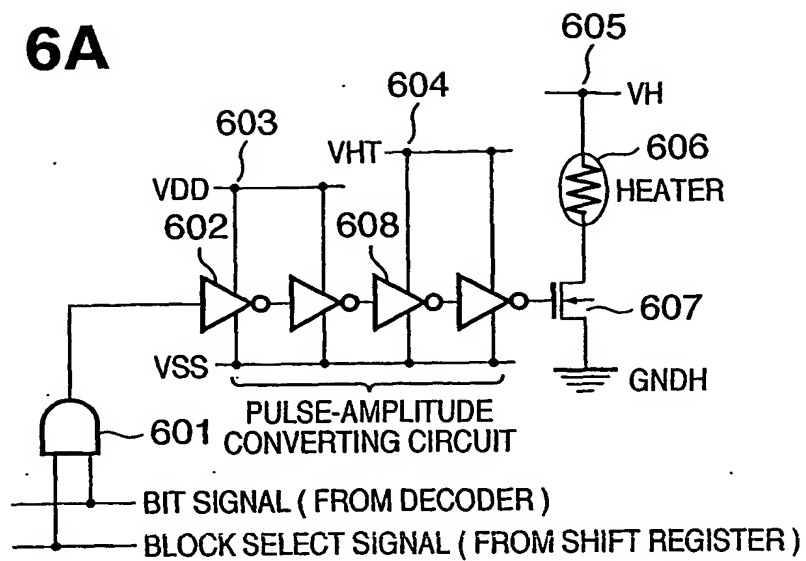 6A
605
VH
604
603
VHT
606
VDD
HEATER
602
608
607
VSS
GNDH
PULSE-AMPLITUDE
CONVERTING CIRCUIT
601
BIT SIGNAL ( FROM DECODER )
BLOCK SELECT SIGNAL ( FROM SHIFT REGISTER )